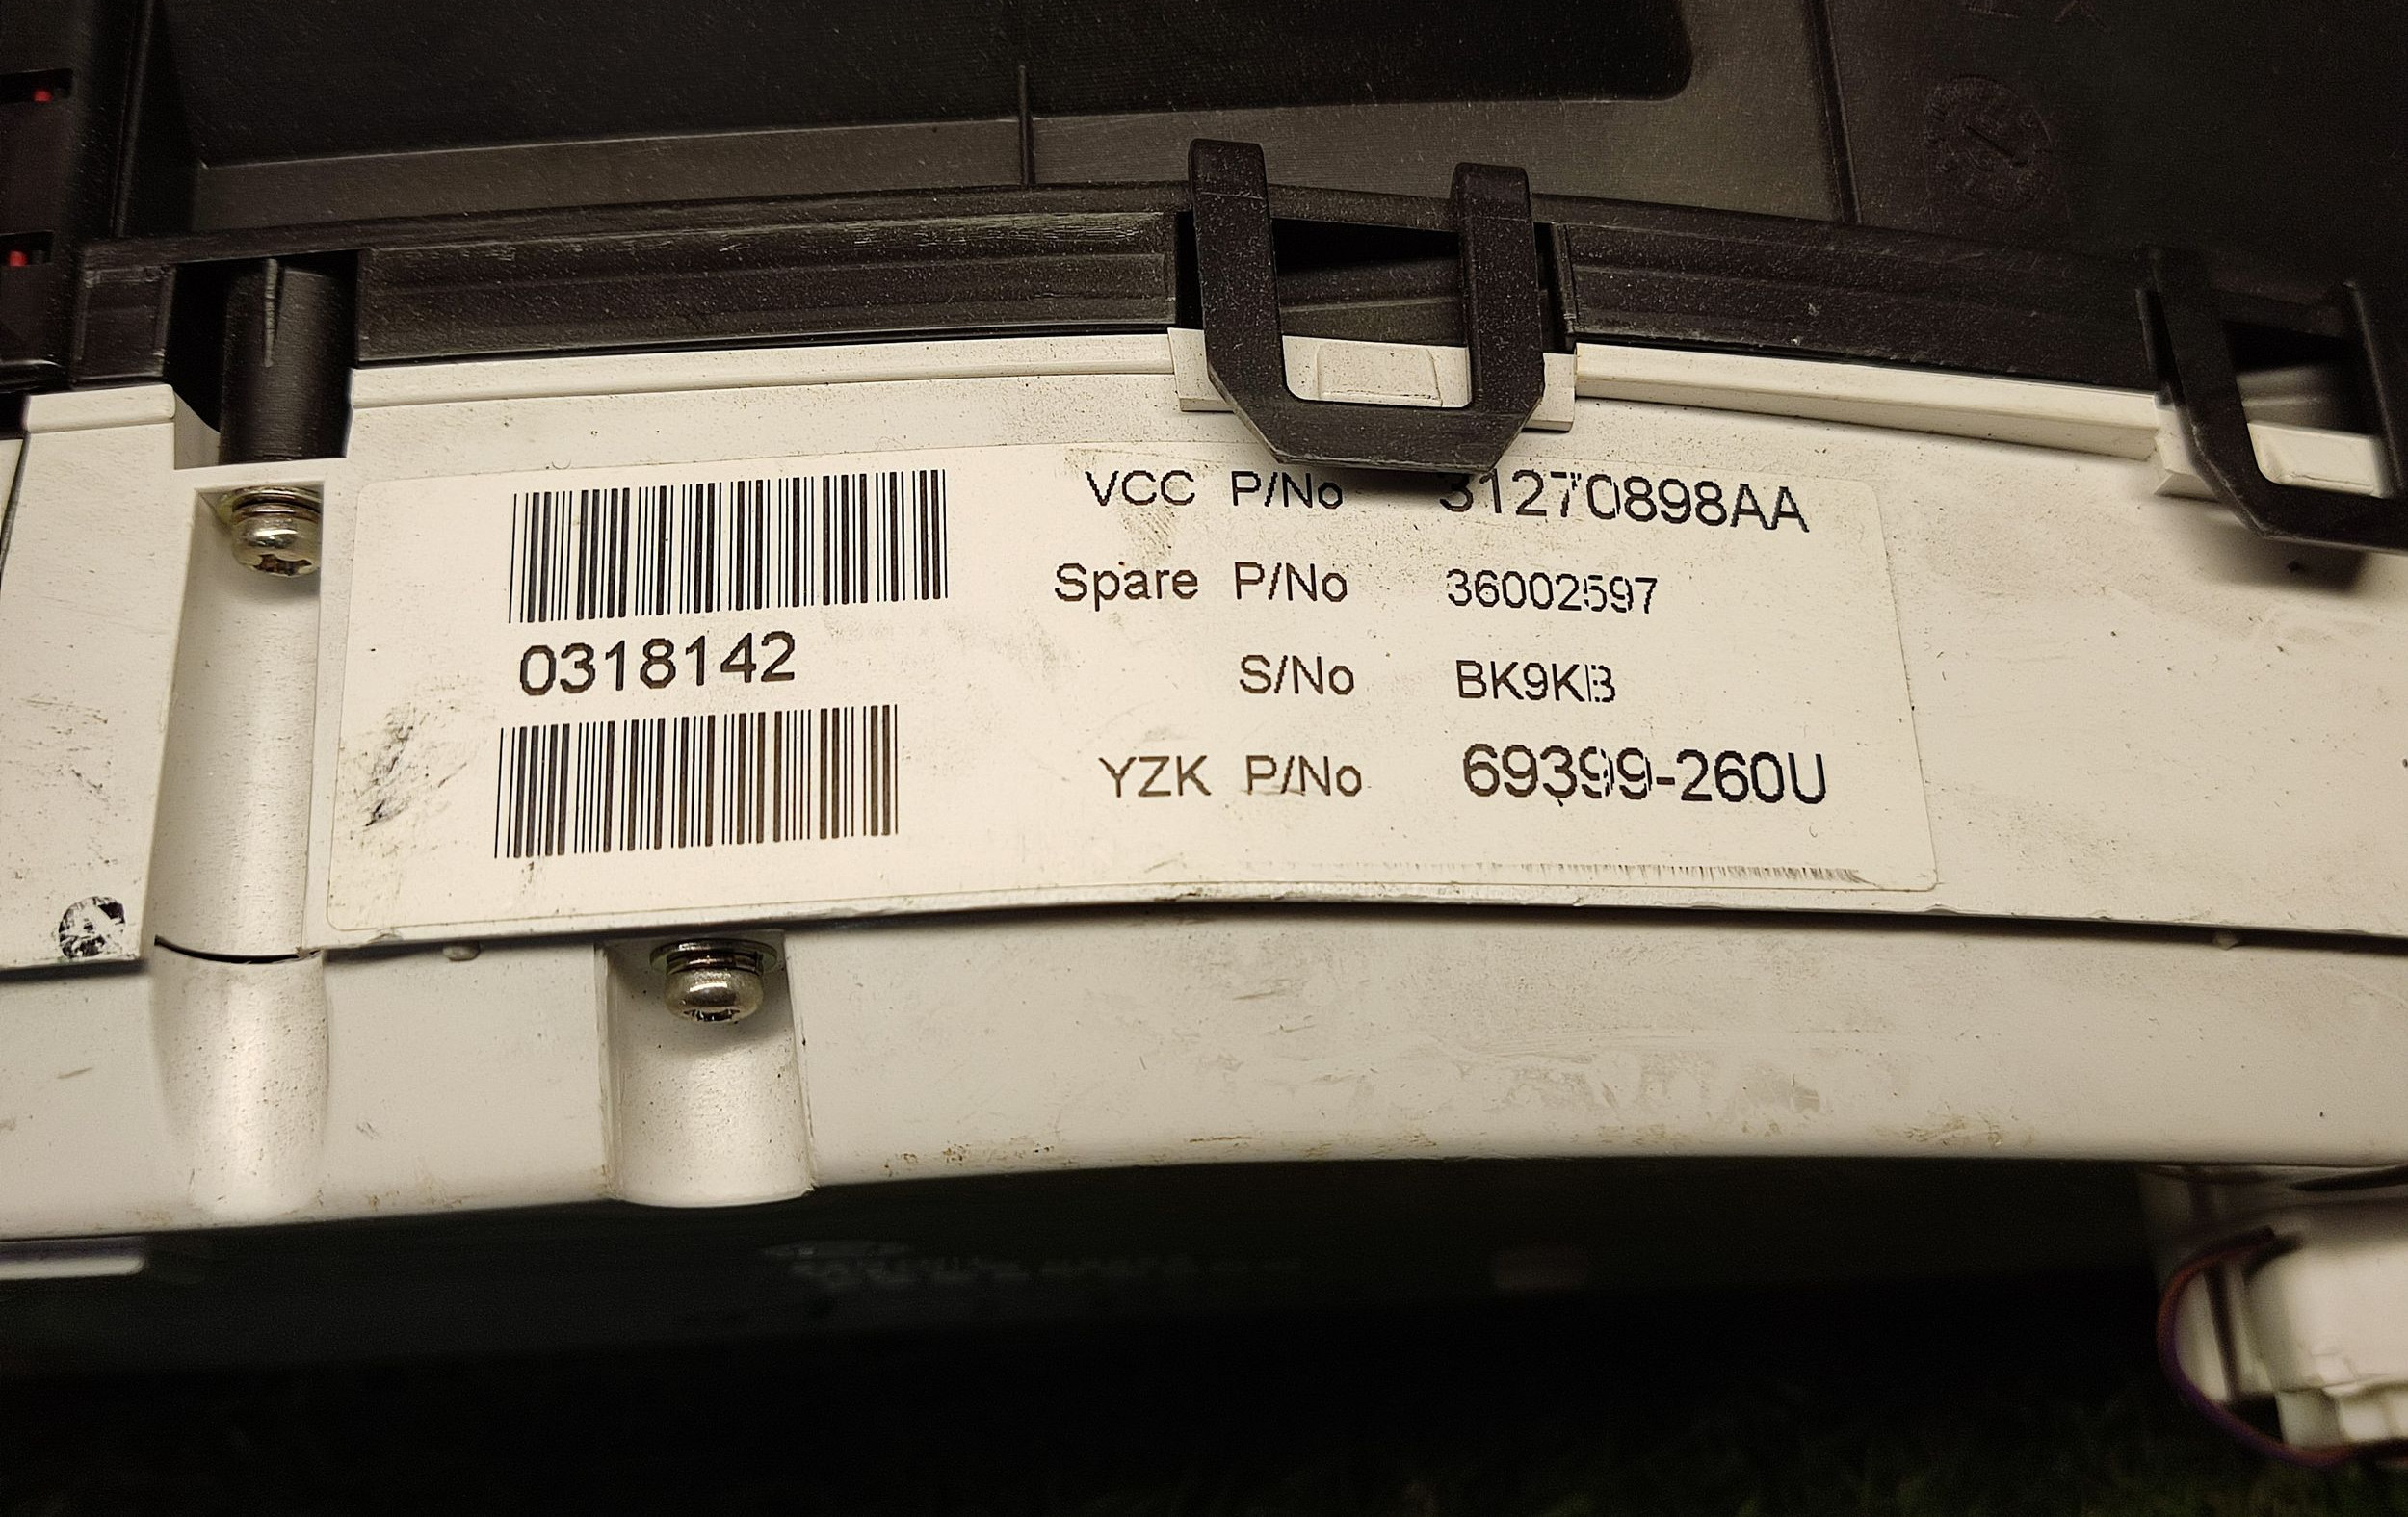 VCC P/No 31270898AA
Spare P/No 36002597
0318142
S/No BK9KB
YZK P/No 69399-260U